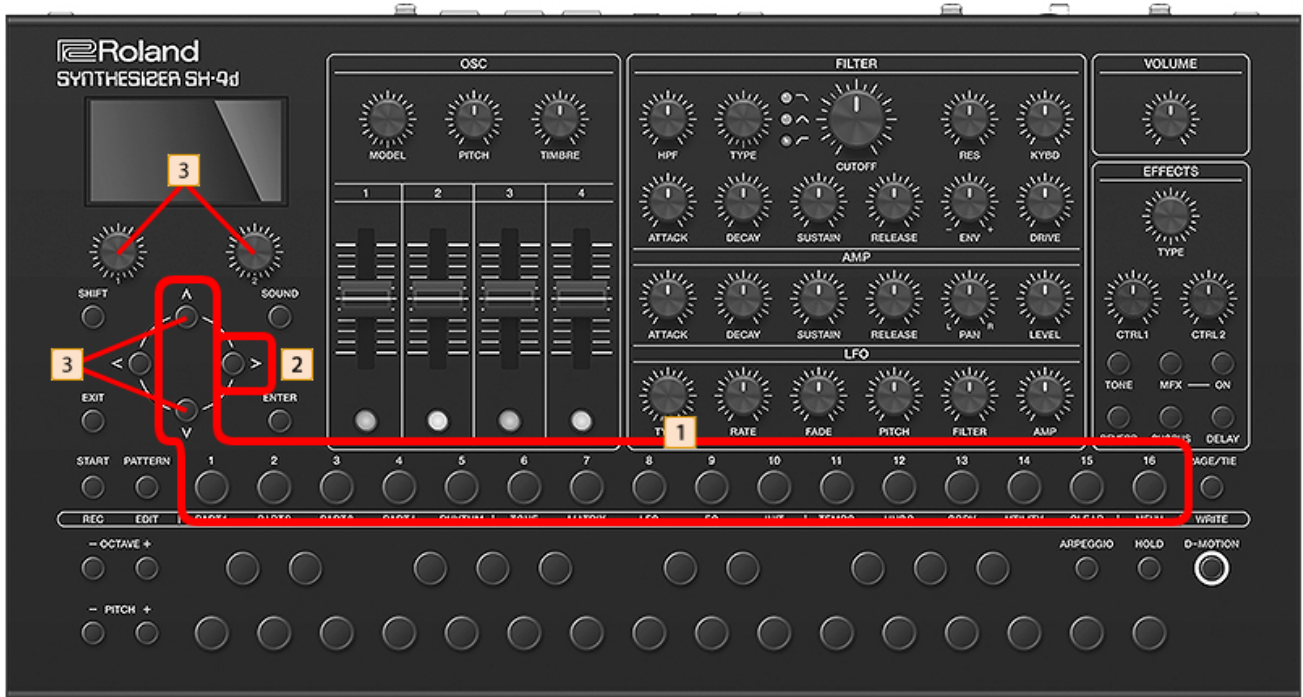 Roland
SYNTHESIZER SH-4d
OSC
FILTER
VOLUME
MODEL
PITCH
TIMBRE
HPF
TYPE
CUTOFF
RES
KYBD
EFFECTS
3
1
2
3
4
ATTACK
DECAY
SUSTAIN
RELEASE
- ENV +
DRIVE
TYPE
1
2
AMP
SHIFT
SOUND
ATTACK
DECAY
SUSTAIN
RELEASE
L PAN R
LEVEL
CTRL1
CTRL2
3
<
>
2
LFO
TONE
MFX
ON
EXIT
ENTER
RATE
FADE
PITCH
FILTER
AMP
1
DELAY
START
PATTERN
1
2
3
4
5
6
7
8
9
10
11
12
13
14
15
16
REC
EDIT
WRITE
- OCTAVE +
ARPEGGIO
HOLD
D-MOTION
- PITCH +